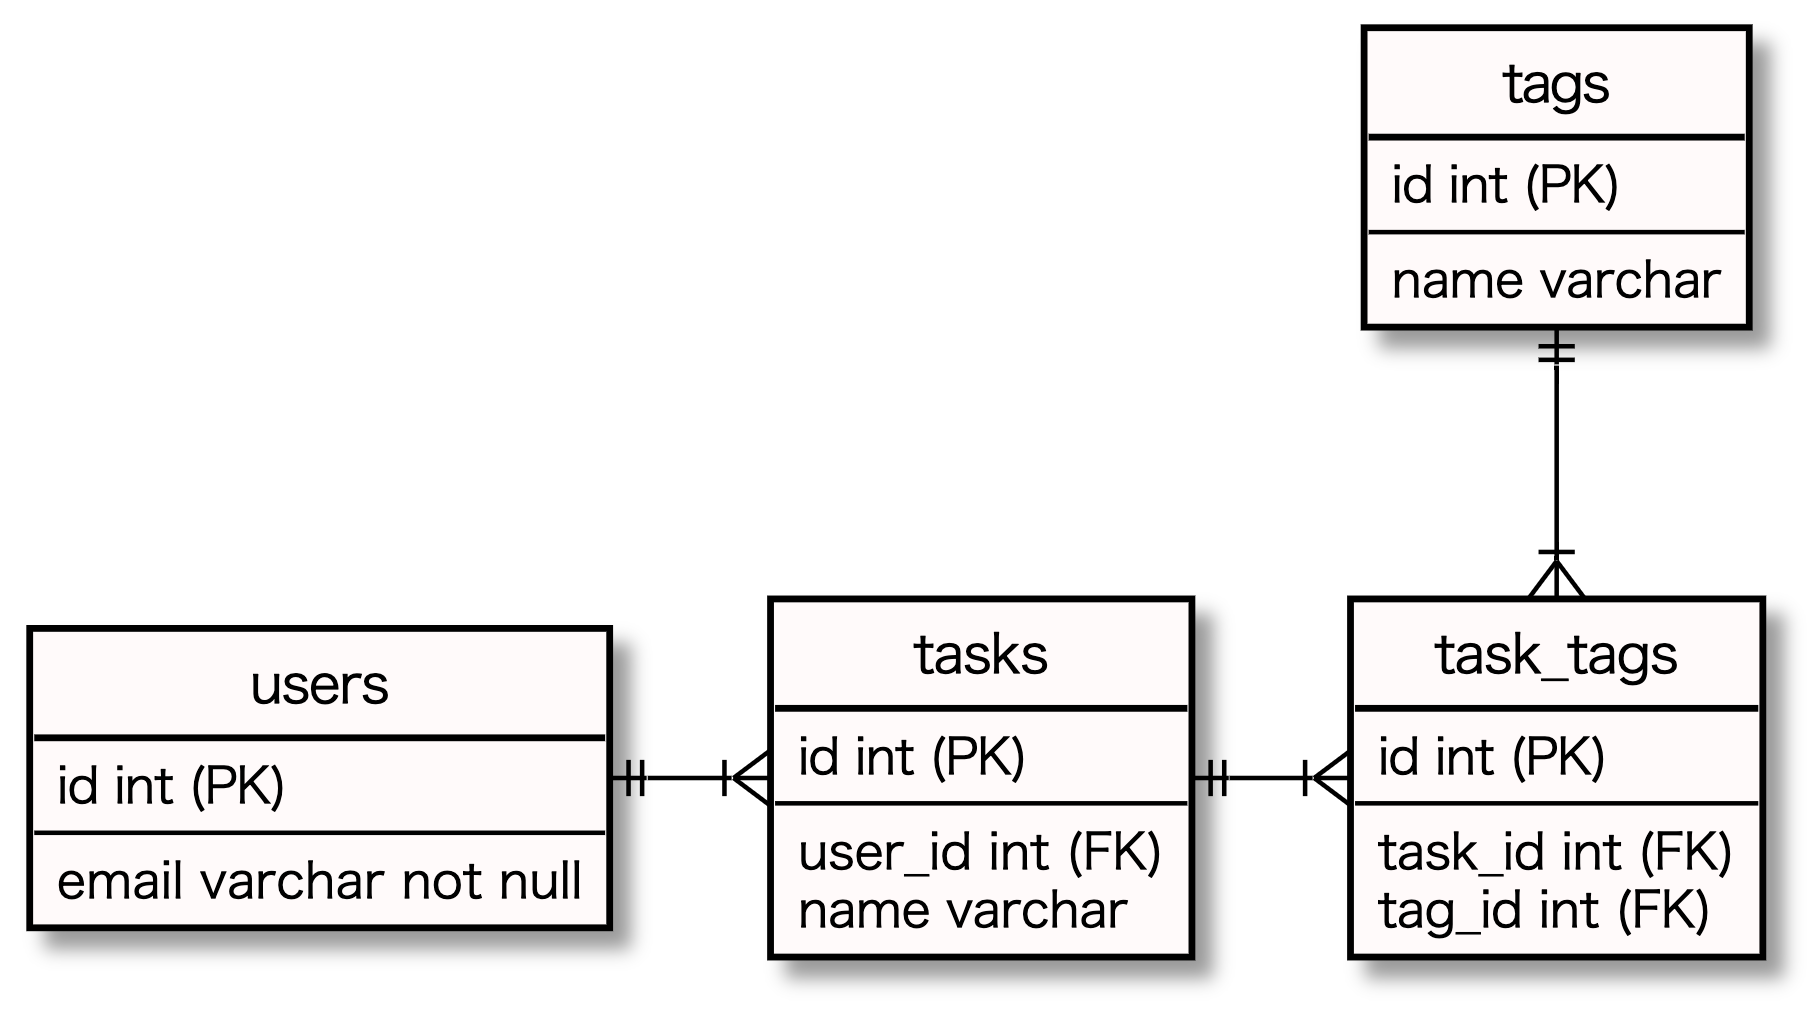 tags
id int (PK)
name varchar
users
id int (PK)
email varchar not null
tasks
id int (PK)
user_id int (FK)
name varchar
task_tags
id int (PK)
task_id int (FK)
tag_id int (FK)